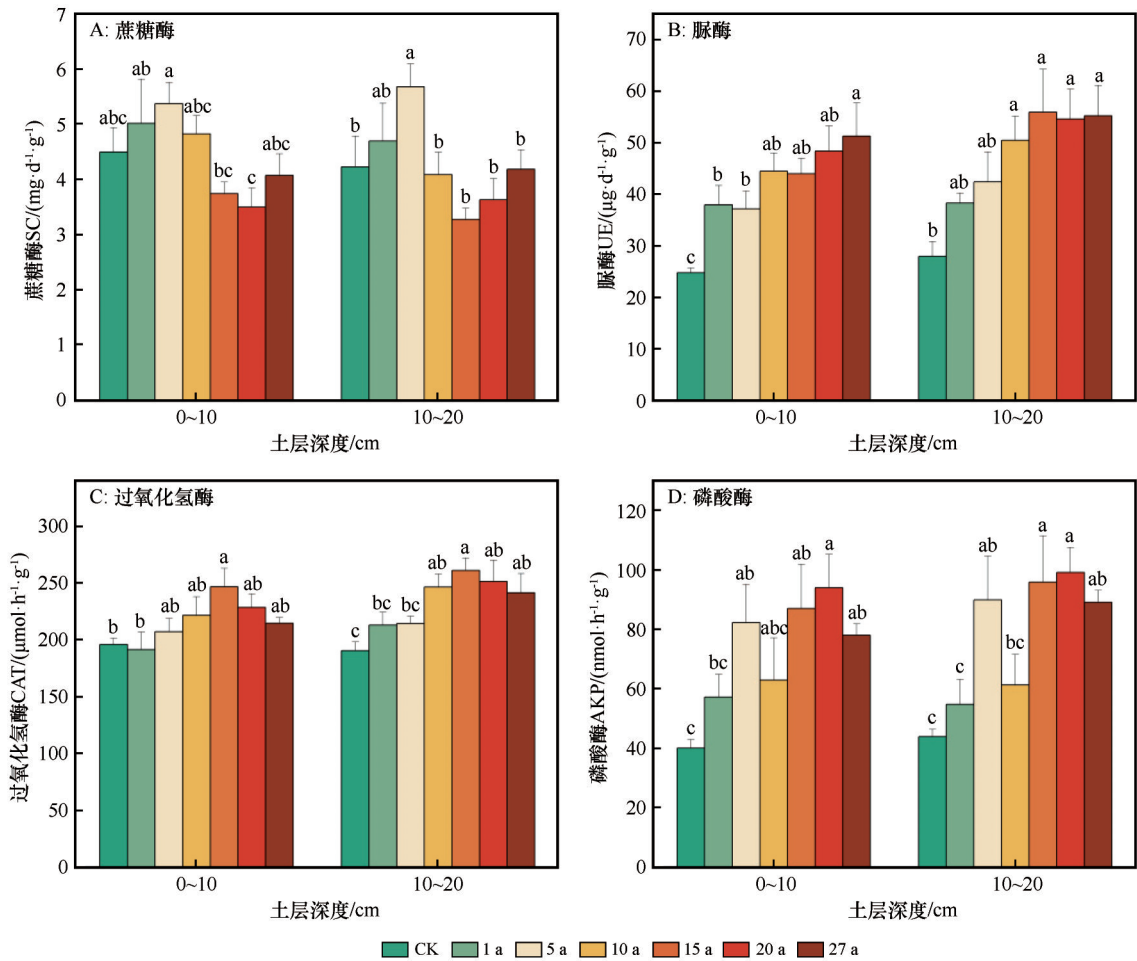 A: 蔗糖酶
蔗糖酶SC/(mg·d⁻¹·g⁻¹)
7
6
5
4
3
2
1
0
abc ab a abc bc c abc
b ab a b b b b
0~10 10~20
土层深度/cm
B: 脲酶
脲酶UE/(μg·d⁻¹·g⁻¹)
70
60
50
40
30
20
10
0
c b b ab ab ab a
b ab ab a a a a
0~10 10~20
土层深度/cm
C: 过氧化氢酶
过氧化氢酶CAT/(μmol·h⁻¹·g⁻¹)
300
250
200
150
100
50
0
b b ab ab a ab ab
c bc bc ab a ab ab
0~10 10~20
土层深度/cm
D: 磷酸酶
磷酸酶AKP/(nmol·h⁻¹·g⁻¹)
120
100
80
60
40
20
0
c bc ab abc ab a ab
c c ab bc a a ab
0~10 10~20
土层深度/cm
CK 1 a 5 a 10 a 15 a 20 a 27 a